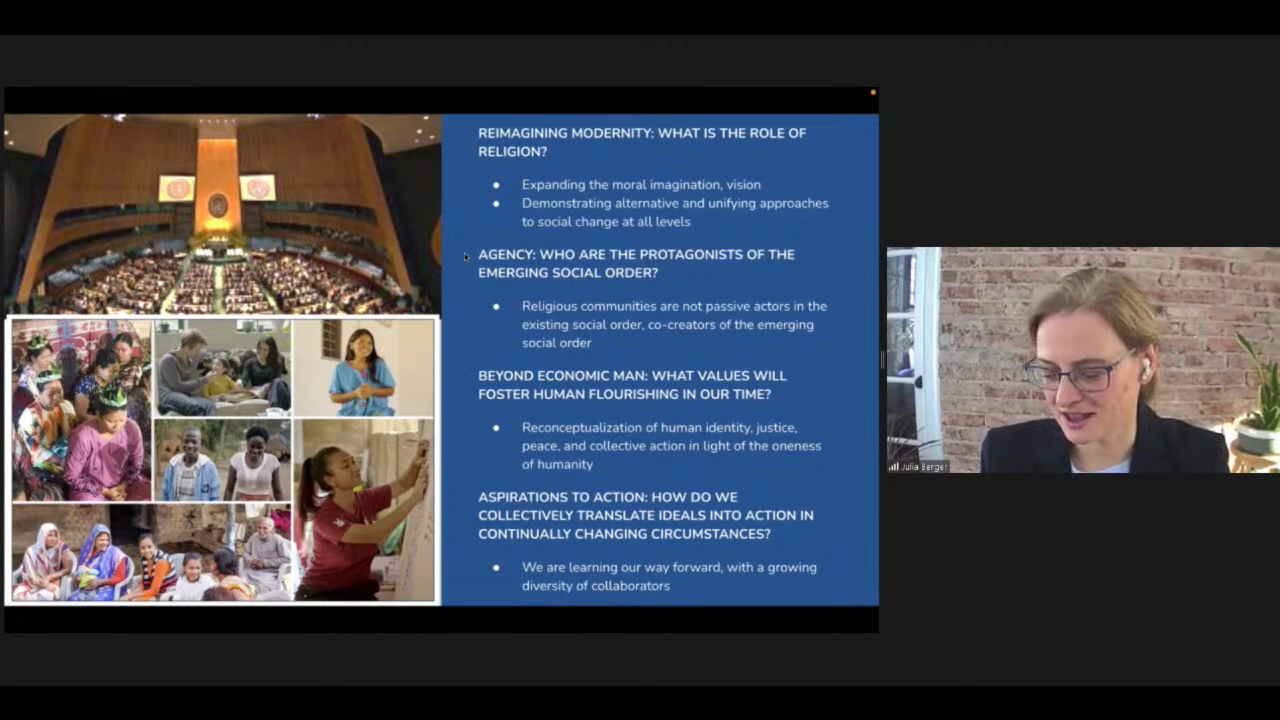 REIMAGINING MODERNITY: WHAT IS THE ROLE OF
RELIGION?
● Expanding the moral imagination, vision
● Demonstrating alternative and unifying approaches
to social change at all levels
AGENCY: WHO ARE THE PROTAGONISTS OF THE
EMERGING SOCIAL ORDER?
● Religious communities are not passive actors in the
existing social order, co-creators of the emerging
social order
BEYOND ECONOMIC MAN: WHAT VALUES WILL
FOSTER HUMAN FLOURISHING IN OUR TIME?
● Reconceptualization of human identity, justice,
peace, and collective action in light of the oneness
of humanity
ASPIRATIONS TO ACTION: HOW DO WE
COLLECTIVELY TRANSLATE IDEALS INTO ACTION IN
CONTINUALLY CHANGING CIRCUMSTANCES?
● We are learning our way forward, with a growing
diversity of collaborators
Julia Berger